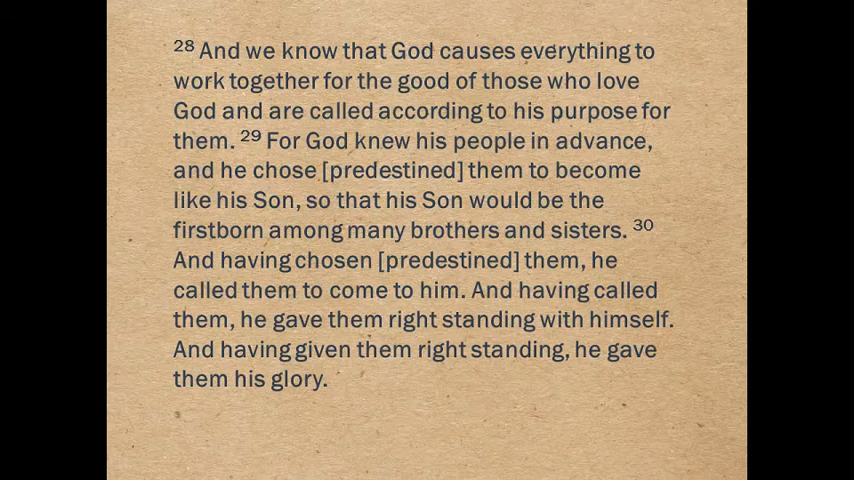 28 And we know that God causes everything to
work together for the good of those who love
God and are called according to his purpose for
them. 29 For God knew his people in advance,
and he chose [predestined] them to become
like his Son, so that his Son would be the
firstborn among many brothers and sisters. 30
And having chosen [predestined] them, he
called them to come to him. And having called
them, he gave them right standing with himself.
And having given them right standing, he gave
them his glory.